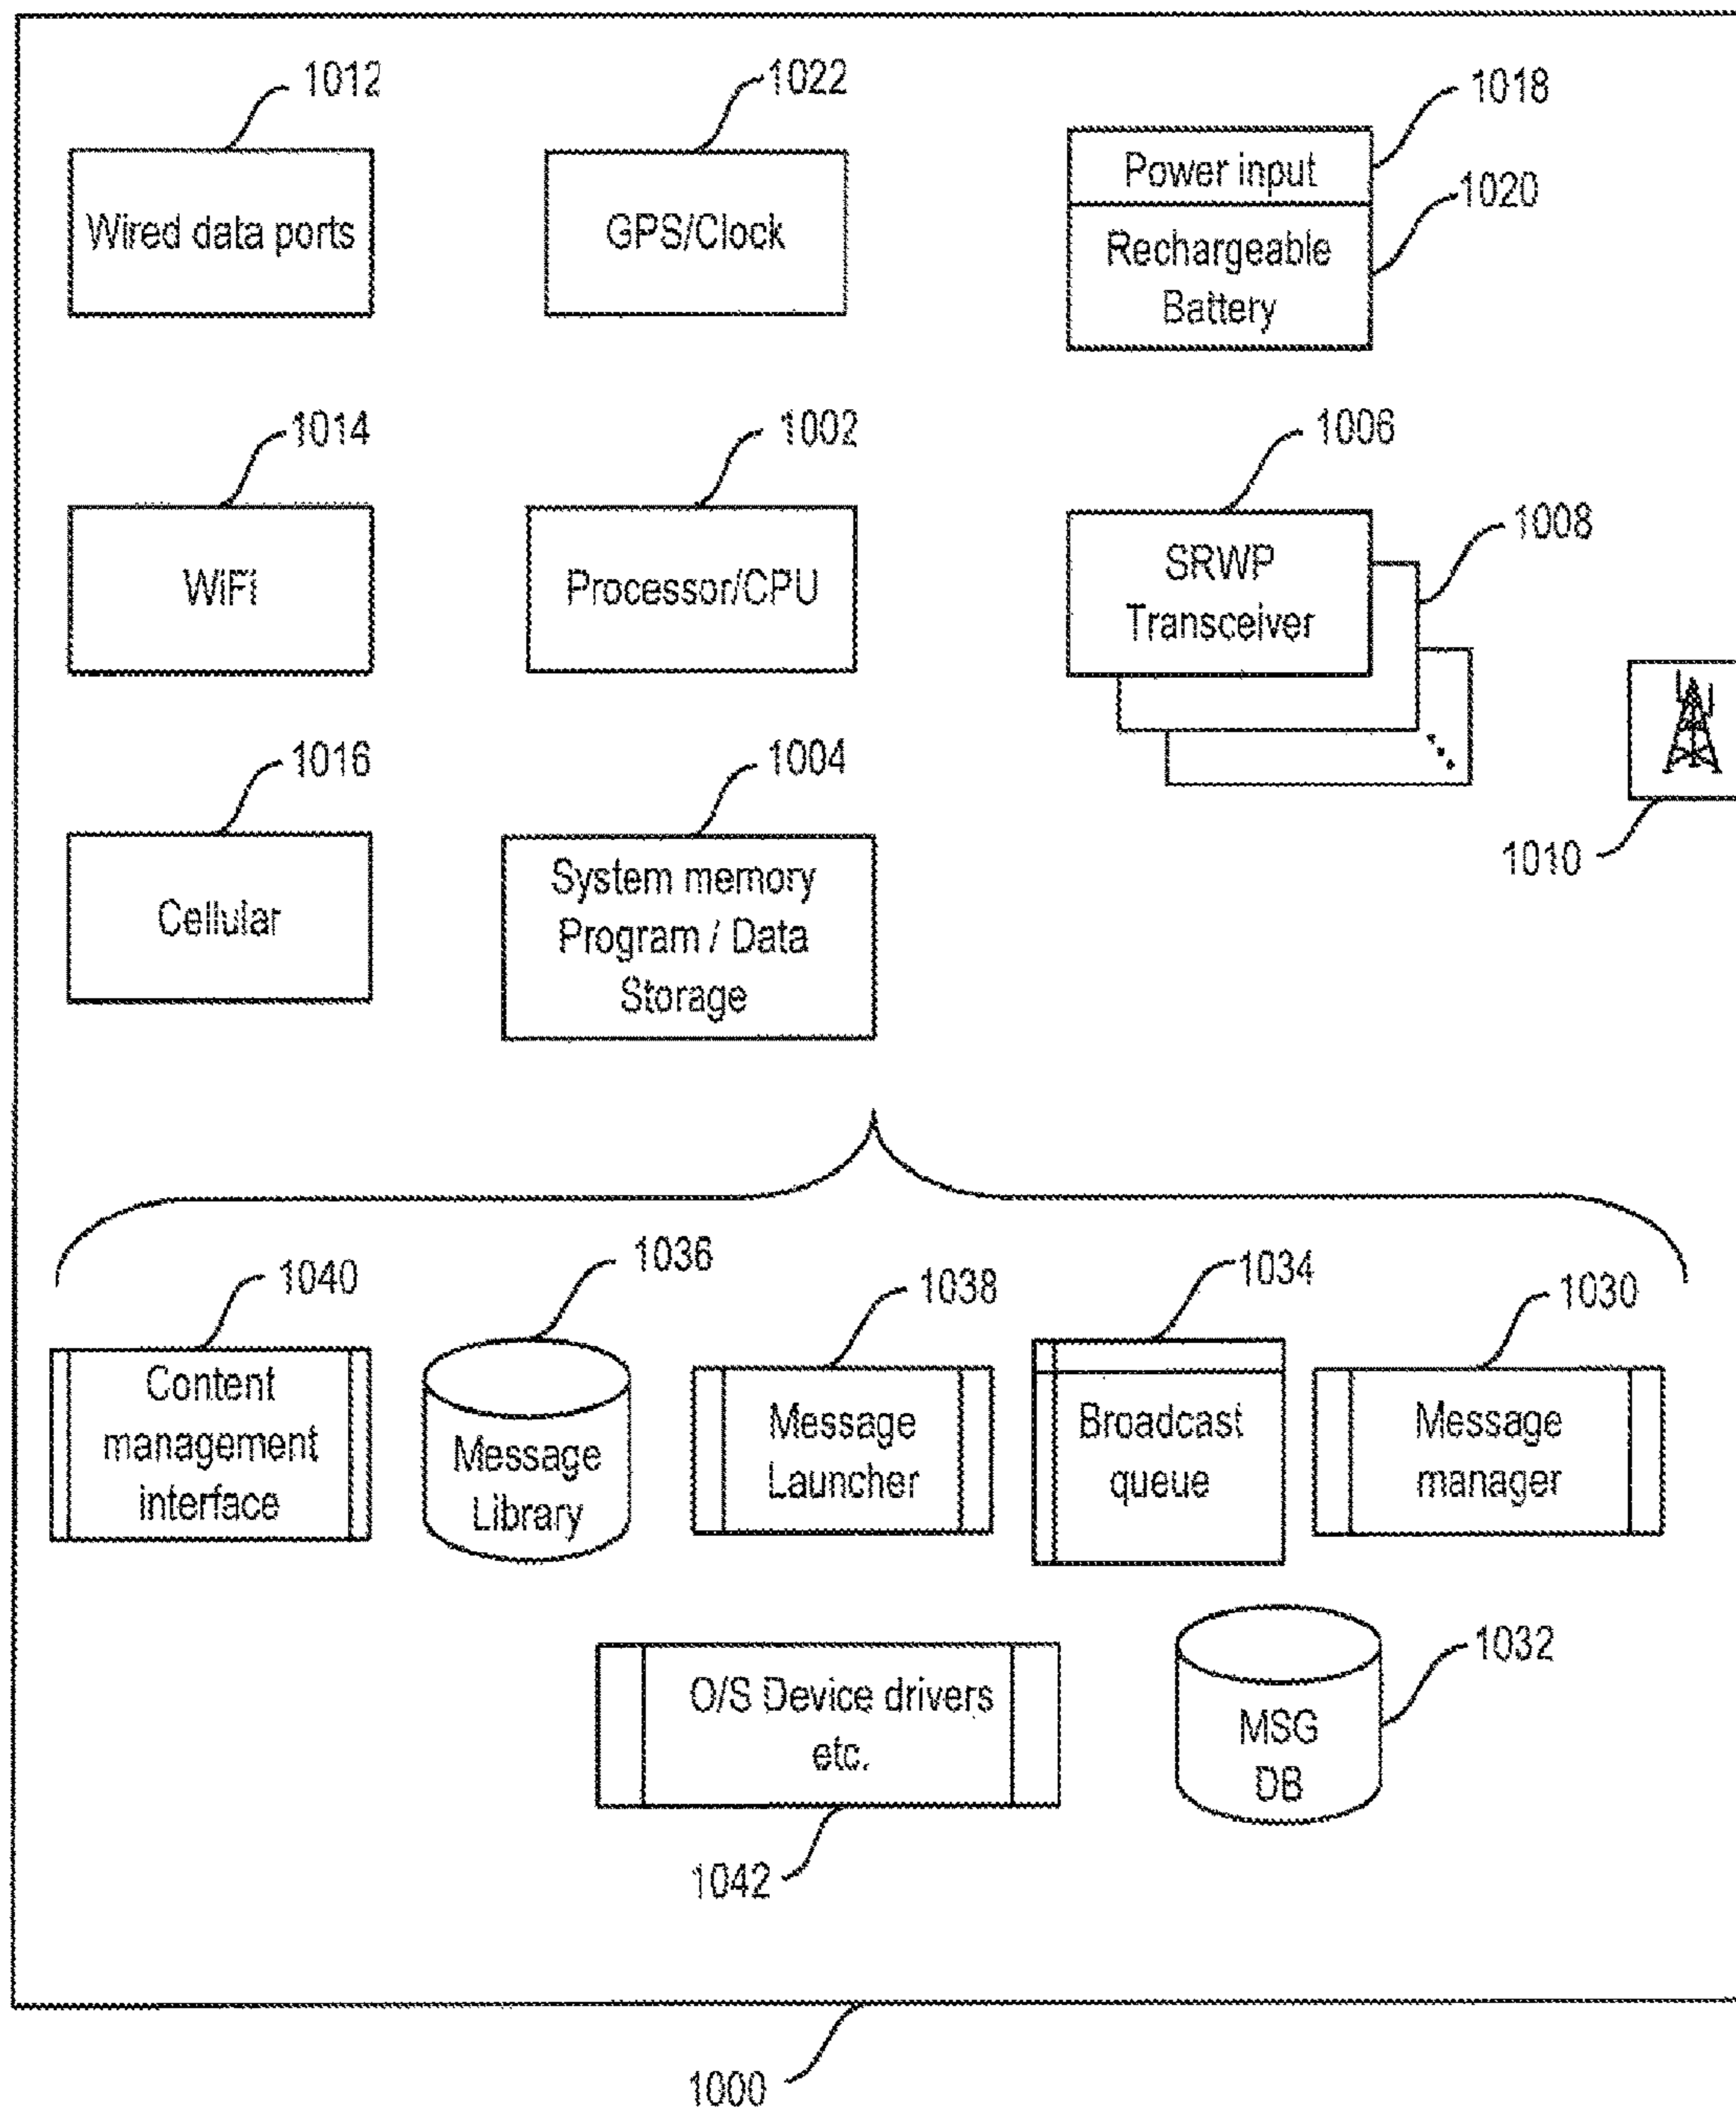 1012
1022
1018
Wired data ports
GPS/Clock
Power input
1020
Rechargeable
Battery
1014
1002
1006
1008
WiFi
Processor/CPU
SRWP
Transceiver
1016
1004
1010
Cellular
System memory
Program / Data
Storage
1040
1036
1038
1034
1030
Content
management
interface
Message
Library
Message
Launcher
Broadcast
queue
Message
manager
O/S Device drivers
etc.
1032
MSG
DB
1042
1000